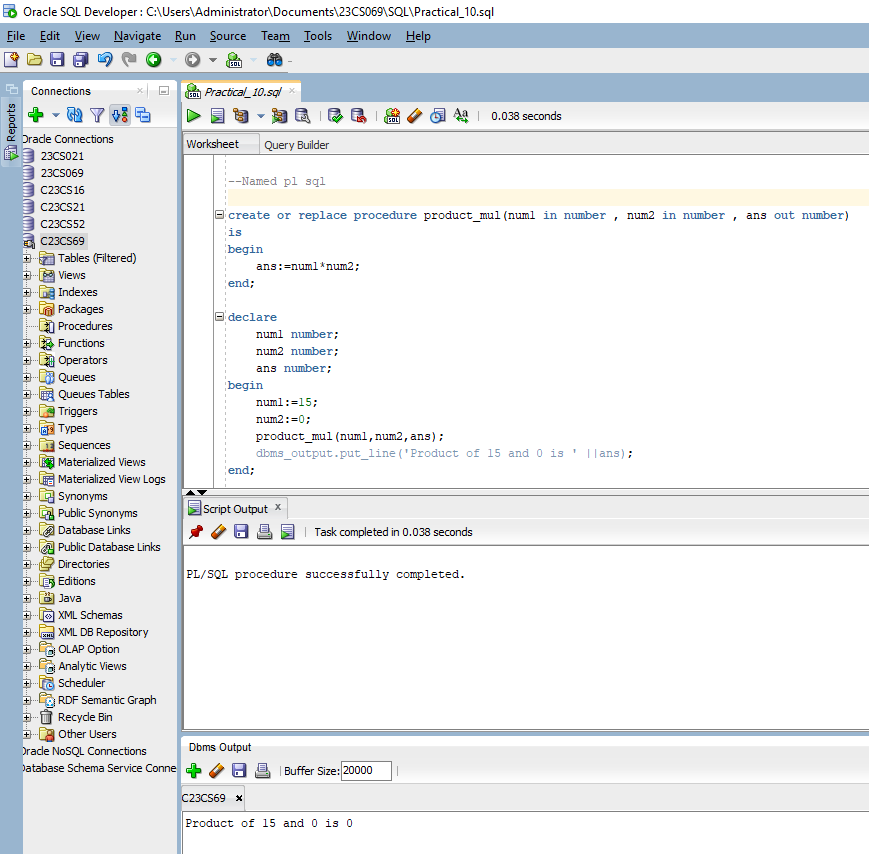 Oracle SQL Developer : C:\Users\Administrator\Documents\23CS069\SQL\Practical_10.sql
File Edit View Navigate Run Source Team Tools Window Help
Reports
Connections
Oracle Connections
23CS021
23CS069
C23CS16
C23CS21
C23CS52
C23CS69
Tables (Filtered)
Views
Indexes
Packages
Procedures
Functions
Operators
Queues
Queues Tables
Triggers
Types
Sequences
Materialized Views
Materialized View Logs
Synonyms
Public Synonyms
Database Links
Public Database Links
Directories
Editions
Java
XML Schemas
XML DB Repository
OLAP Option
Analytic Views
Scheduler
RDF Semantic Graph
Recycle Bin
Other Users
Oracle NoSQL Connections
Database Schema Service Conne
Practical_10.sql
0.038 seconds
Worksheet Query Builder
--Named pl sql
create or replace procedure product_mul(num1 in number , num2 in number , ans out number)
is
begin
ans:=num1*num2;
end;
declare
num1 number;
num2 number;
ans number;
begin
num1:=15;
num2:=0;
product_mul(num1,num2,ans);
dbms_output.put_line('Product of 15 and 0 is ' ||ans);
end;
Script Output
Task completed in 0.038 seconds
PL/SQL procedure successfully completed.
Dbms Output
Buffer Size: 20000
C23CS69
Product of 15 and 0 is 0